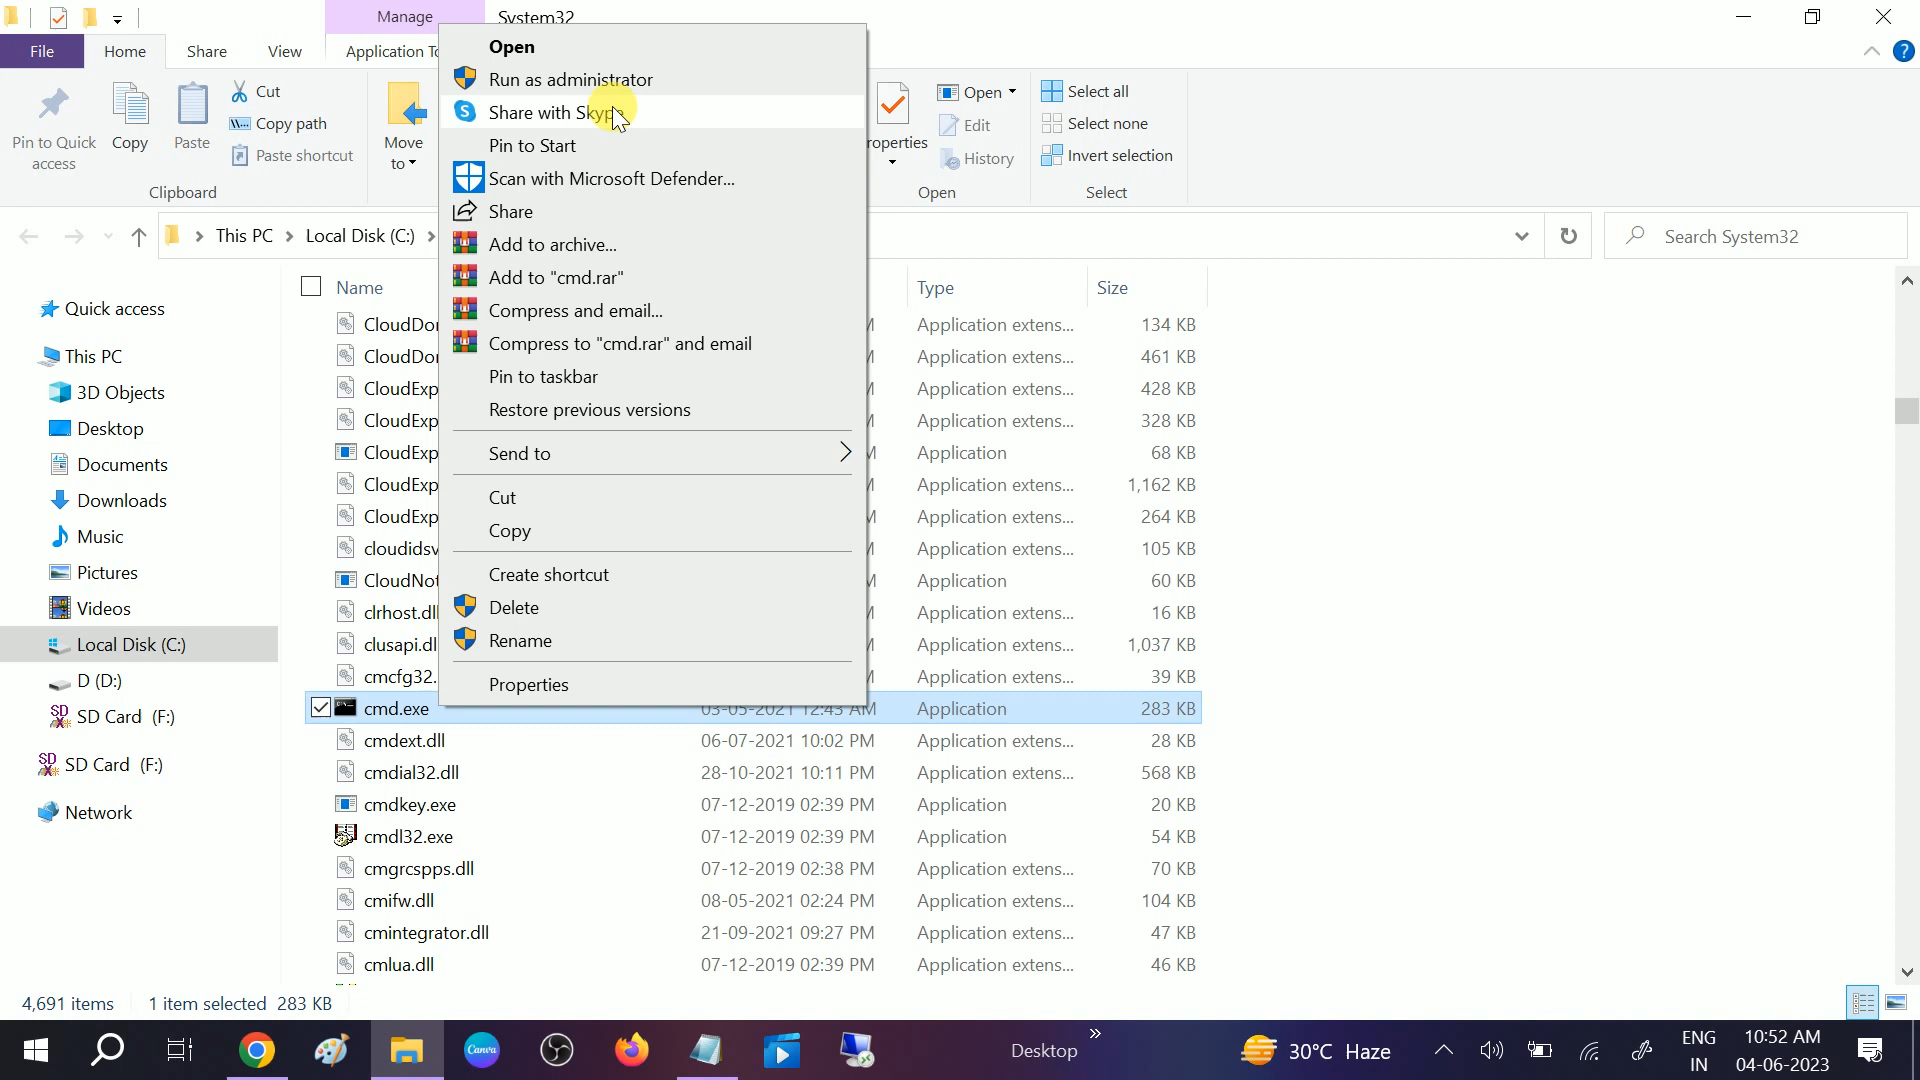 Manage
System32
File
Home
Share
View
Application
Pin to Quick access
Copy
Paste
Cut
Copy path
Paste shortcut
Clipboard
Move to
Open
Edit
History
Open
Select all
Select none
Invert selection
Select
This PC
Local Disk (C:)
Search System32
Open
Run as administrator
Share with Skype
Pin to Start
Scan with Microsoft Defender...
Share
Add to archive...
Add to "cmd.rar"
Compress and email...
Compress to "cmd.rar" and email
Pin to taskbar
Restore previous versions
Send to
Cut
Copy
Create shortcut
Delete
Rename
Properties
Quick access
This PC
3D Objects
Desktop
Documents
Downloads
Music
Pictures
Videos
Local Disk (C:)
D (D:)
SD Card (F:)
SD Card (F:)
Network
Name Type Size
Application extens... 134 KB
Application extens... 461 KB
Application extens... 428 KB
Application extens... 328 KB
Application 68 KB
Application extens... 1,162 KB
Application extens... 264 KB
Application extens... 105 KB
Application 60 KB
Application extens... 16 KB
Application extens... 1,037 KB
cmcfg32. Application extens... 39 KB
cmd.exe 03-05-2021 12:43 AM Application 283 KB
cmdext.dll 06-07-2021 10:02 PM Application extens... 28 KB
cmdial32.dll 28-10-2021 10:11 PM Application extens... 568 KB
cmdkey.exe 07-12-2019 02:39 PM Application 20 KB
cmdl32.exe 07-12-2019 02:39 PM Application 54 KB
cmgrcspps.dll 07-12-2019 02:38 PM Application extens... 70 KB
cmifw.dll 08-05-2021 02:24 PM Application extens... 104 KB
cmintegrator.dll 21-09-2021 09:27 PM Application extens... 47 KB
cmlua.dll 07-12-2019 02:39 PM Application extens... 46 KB
4,691 items 1 item selected 283 KB
Canva
Desktop
30°C Haze
ENG
IN
10:52 AM
04-06-2023